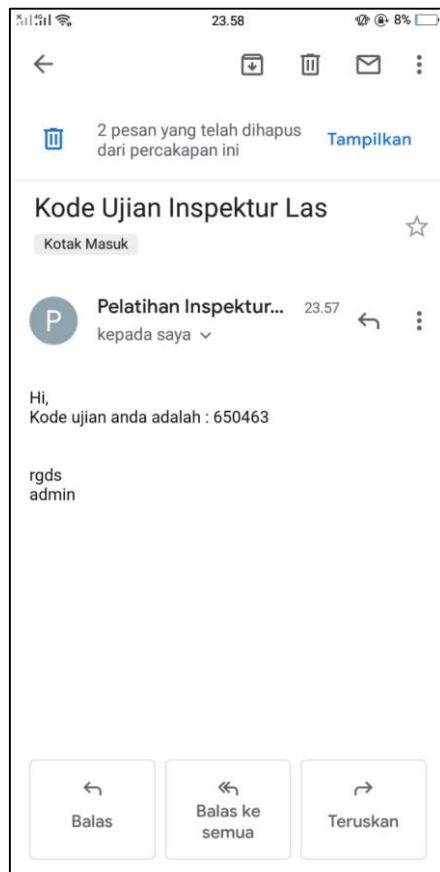 23.58
8%
2 pesan yang telah dihapus
dari percakapan ini
Tampilkan
Kode Ujian Inspektur Las
Kotak Masuk
P
Pelatihan Inspektur... 23.57
kepada saya
Hi,
Kode ujian anda adalah : 650463
rgds
admin
Balas
Balas ke
semua
Teruskan